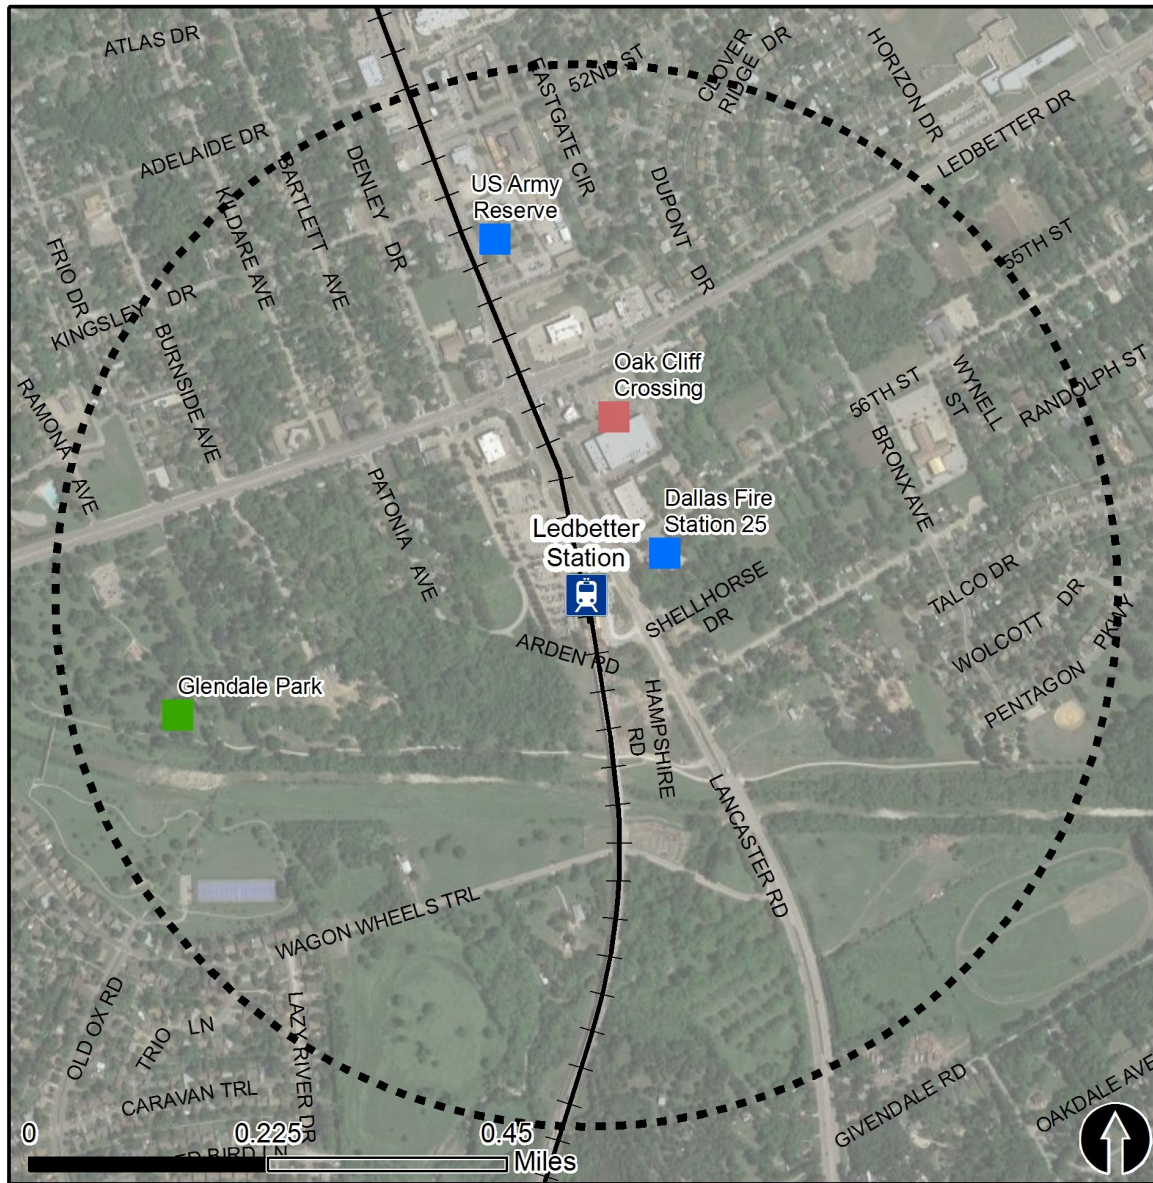 ATLAS DR
52ND ST
CLOVER
RIDGE DR
HORIZON DR
EASTGATE CIR
LEDBETTER DR
ADELAIDE DR
DENLEY DR
BARTLETT AVE
KILDARE AVE
US Army
Reserve
DUPONT DR
FRIO DR
KINGSLEY DR
55TH ST
BURNSIDE AVE
Oak Cliff
Crossing
56TH ST
WYNELL
ST
RANDOLPH ST
RAMONA AVE
PATONIA AVE
BRONX AVE
Dallas Fire
Station 25
Ledbetter
Station
SHELLHORSE
DR
TALCO DR
WOLCOTT DR
PENTAGON PKWY
ARDEN RD
Glendale Park
HAMPSHIRE
RD
LANCASTER RD
WAGON WHEELS TRL
OLD OX RD
TRIO LN
LAZY RIVER DR
CARAVAN TRL
GIVENDALE RD
OAKDALE AVE
0 0.225 0.45
Miles